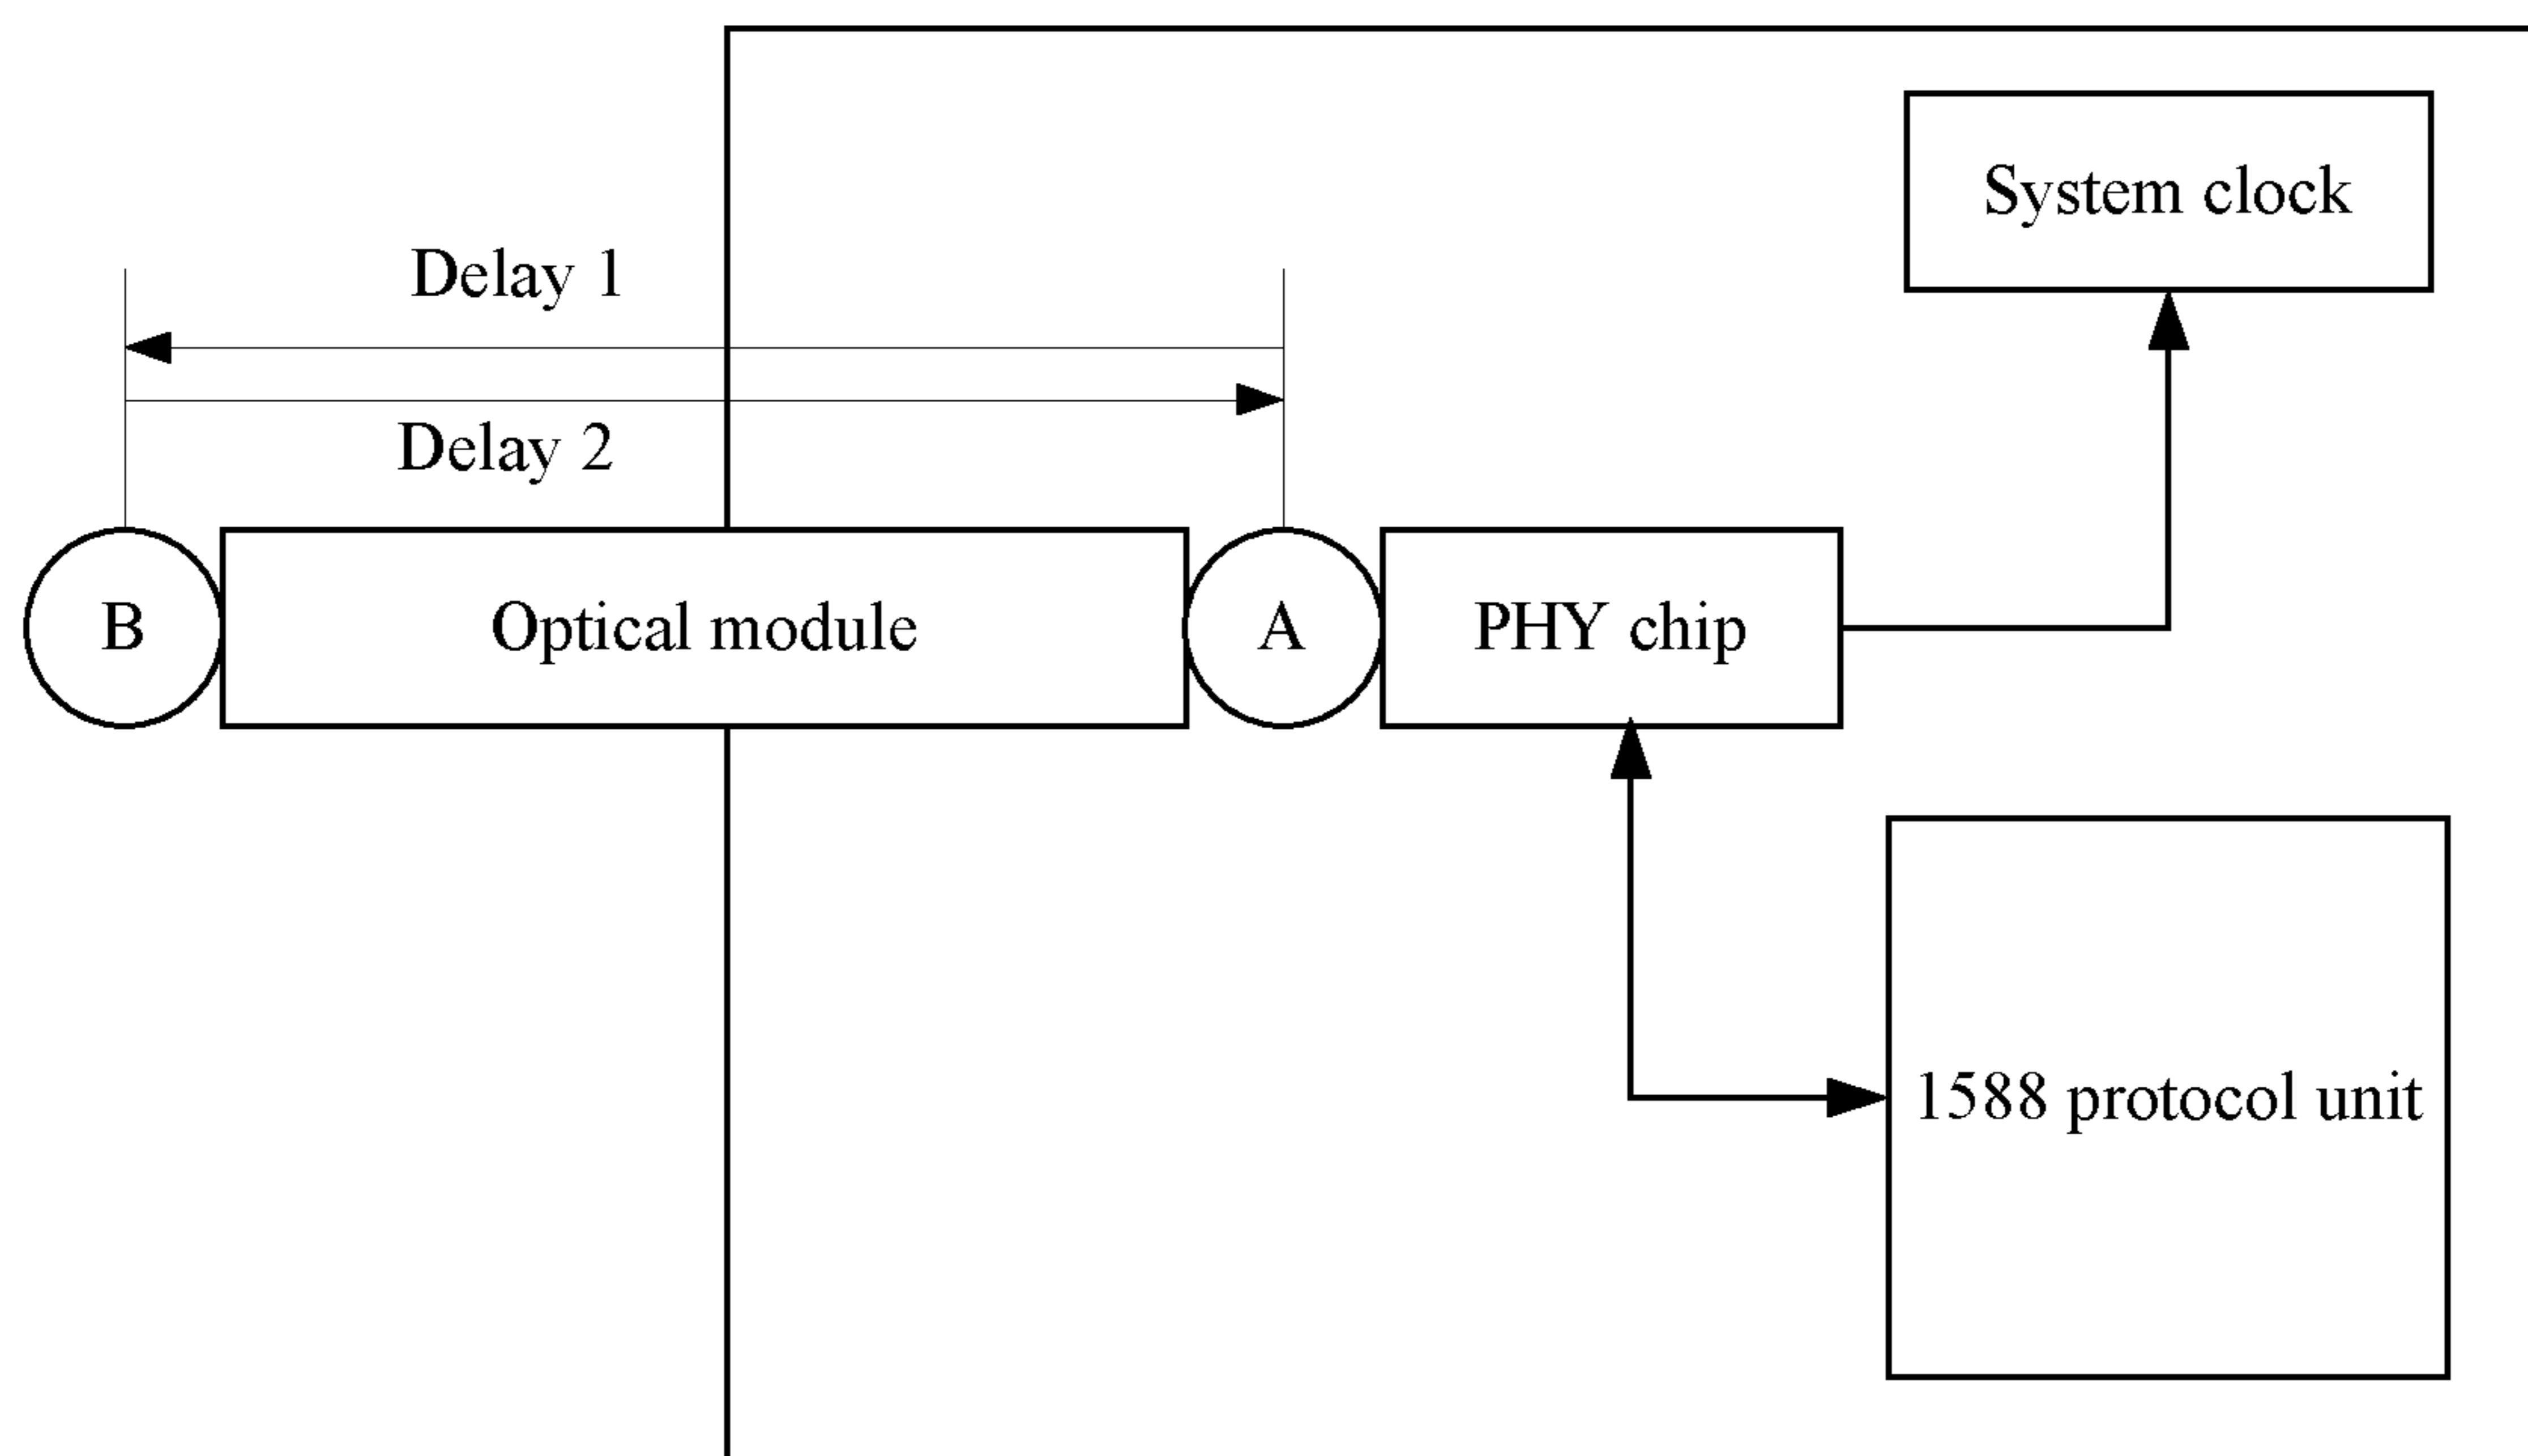 System clock
Delay 1
Delay 2
B
Optical module
A
PHY chip
1588 protocol unit